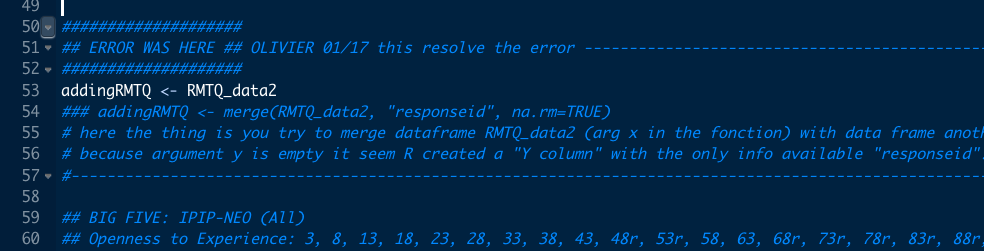 49
50 ####################
51 ## ERROR WAS HERE ## OLIVIER 01/17 this resolve the error ------------------------------------------------
52 ####################
53 addingRMTQ <- RMTQ_data2
54 ### addingRMTQ <- merge(RMTQ_data2, "responseid", na.rm=TRUE)
55 # here the thing is you try to merge dataframe RMTQ_data2 (arg x in the fonction) with data frame anoth
56 # because argument y is empty it seem R created a "Y column" with the only info available "responseid".
57 #-------------------------------------------------------------------------------------------------------
58
59 ## BIG FIVE: IPIP-NEO (All)
60 ## Openness to Experience: 3, 8, 13, 18, 23, 28, 33, 38, 43, 48r, 53r, 58, 63, 68r, 73r, 78r, 83r, 88r